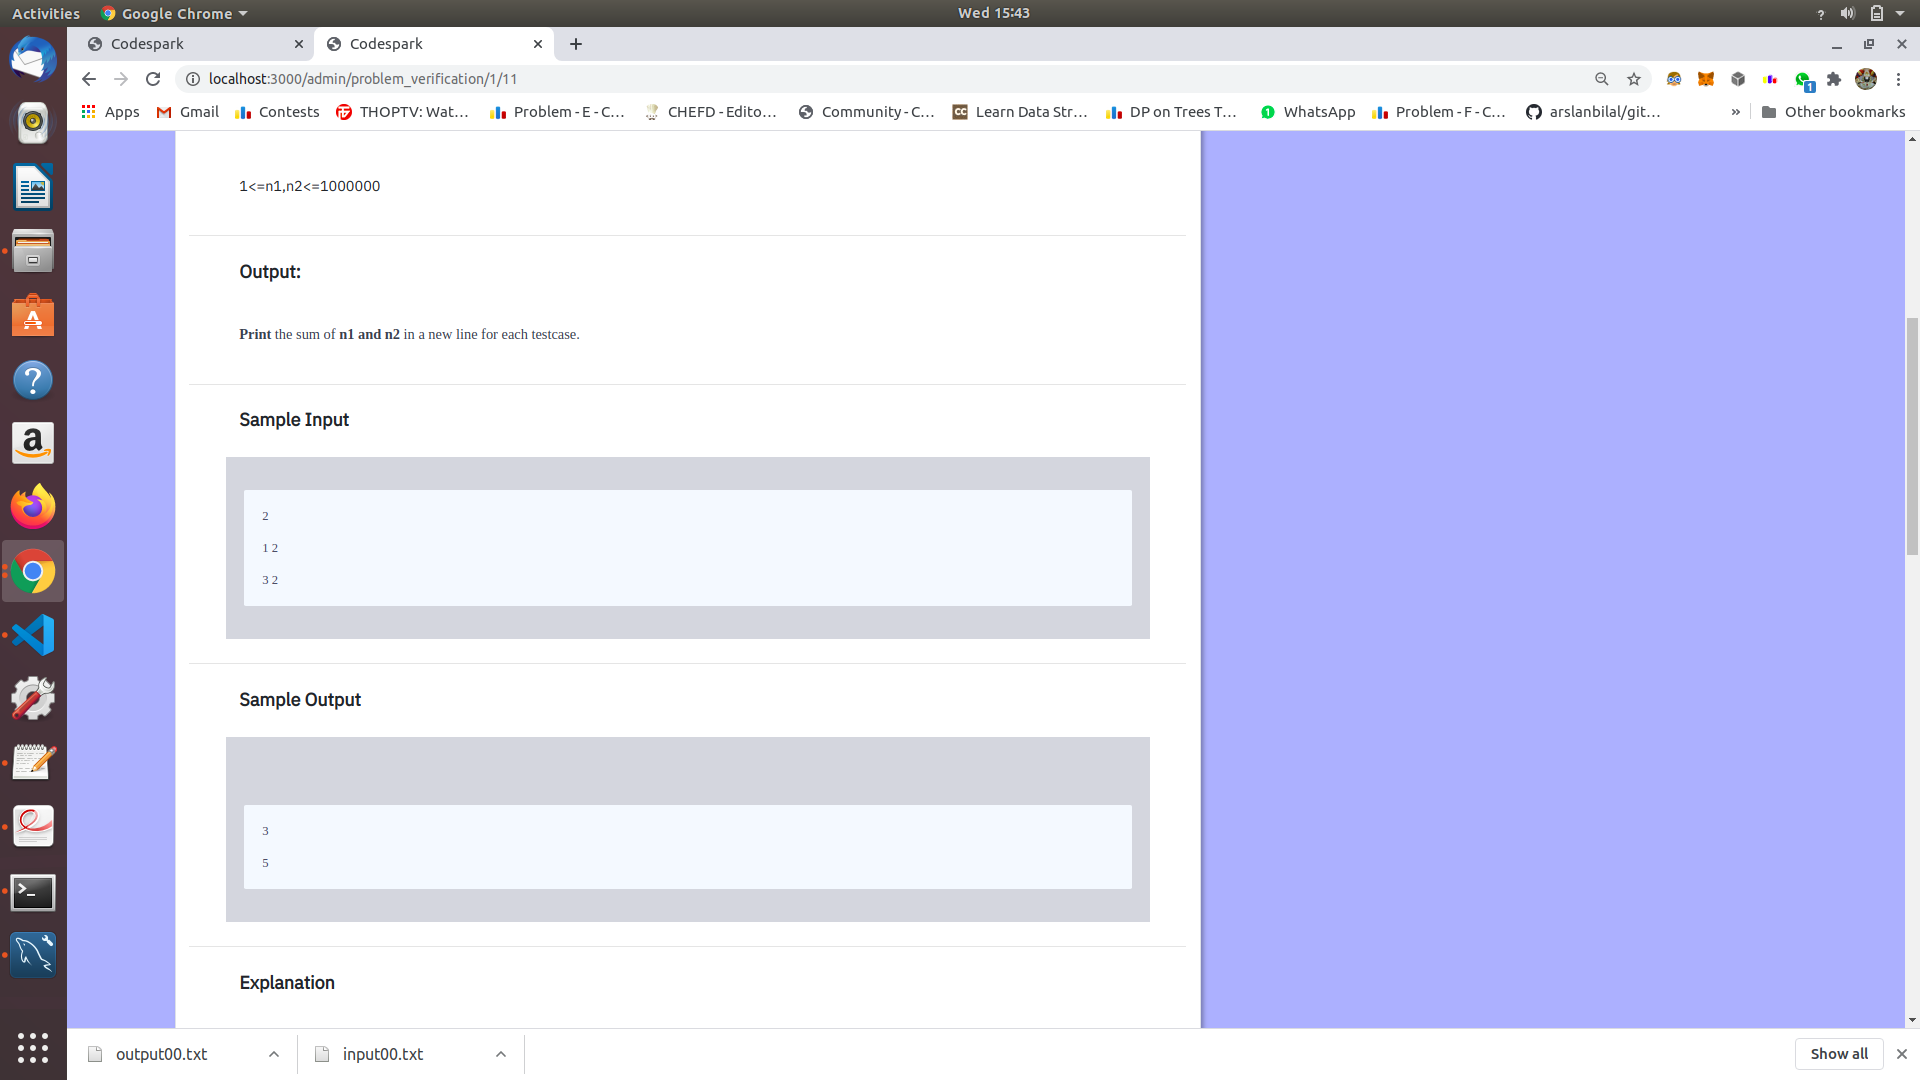 Activities
Google Chrome
Wed 15:43
?
Codespark
Codespark
localhost:3000/admin/problem_verification/1/11
1
Apps
Gmail
Contests
THOPTV: Wat…
Problem - E - C…
CHEFD - Edito…
Community - C…
CC
Learn Data Str…
DP on Trees T…
1
WhatsApp
Problem - F - C…
arslanbilal/git…
»
Other bookmarks
1<=n1,n2<=1000000
Output:
Print the sum of n1 and n2 in a new line for each testcase.
Sample Input
2
1 2
3 2
Sample Output
3
5
Explanation
output00.txt
input00.txt
Show all